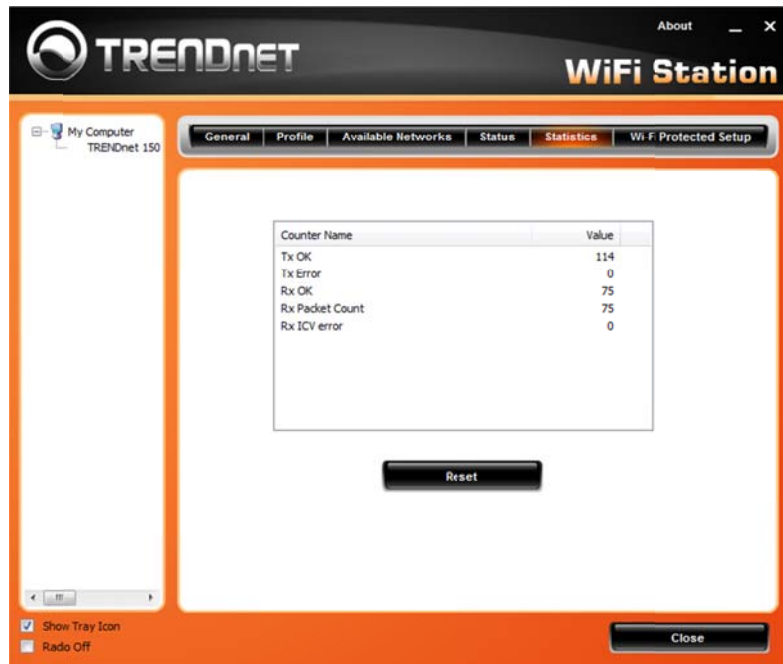 About
TRENDnet
WiFi Station
My Computer
TRENDnet 150
General Profile Available Networks Status Statistics Wi-Fi Protected Setup
Counter Name Value
Tx OK 114
Tx Error 0
Rx OK 75
Rx Packet Count 75
Rx ICV error 0
Reset
Show Tray Icon
Rado Off
Close